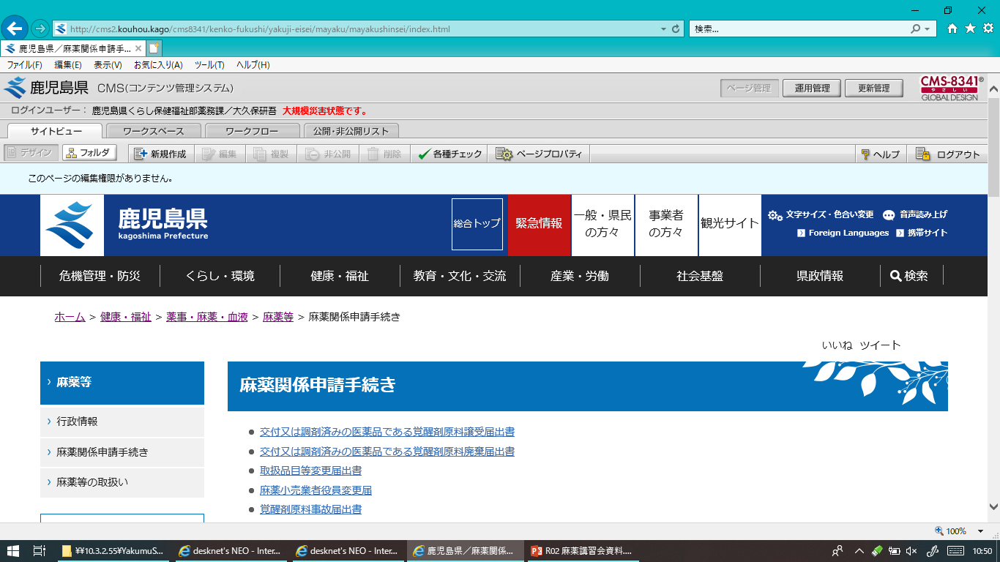 http://cms2.kouhou.kago/cms8341/kenko-fukushi/yakuji-eisei/mayaku/mayakushinsei/index.html
検索...
鹿児島県／麻薬関係申請手...
ファイル(F) 編集(E) 表示(V) お気に入り(A) ツール(T) ヘルプ(H)
鹿児島県 CMS(コンテンツ管理システム)
ページ管理 運用管理 更新管理
CMS-8341®
やさしい
GLOBAL DESIGN
ログインユーザー： 鹿児島県くらし保健福祉部薬務課／大久保研吾 大規模災害状態です。
サイトビュー ワークスペース ワークフロー 公開・非公開リスト
デザイン フォルダ 新規作成 編集 複製 非公開 削除 各種チェック ページプロパティ ヘルプ ログアウト
このページの編集権限がありません。
鹿児島県
kagoshima Prefecture
総合トップ
緊急情報
一般・県民
の方々
事業者
の方々
観光サイト
文字サイズ・色合い変更 音声読み上げ
Foreign Languages 携帯サイト
危機管理・防災 くらし・環境 健康・福祉 教育・文化・交流 産業・労働 社会基盤 県政情報 検索
ホーム > 健康・福祉 > 薬事・麻薬・血液 > 麻薬等 > 麻薬関係申請手続き
いいね ツイート
麻薬等
行政情報
麻薬関係申請手続き
麻薬等の取扱い
麻薬関係申請手続き
交付又は調剤済みの医薬品である覚醒剤原料譲受届出書
交付又は調剤済みの医薬品である覚醒剤原料廃棄届出書
取扱品目等変更届出書
麻薬小売業者役員変更届
覚醒剤原料事故届出書
100%
¥¥10.3.2.55¥YakumuS... desknet's NEO - Inter... desknet's NEO - Inter... 鹿児島県／麻薬関係... R02 麻薬講習会資料.... 10:50